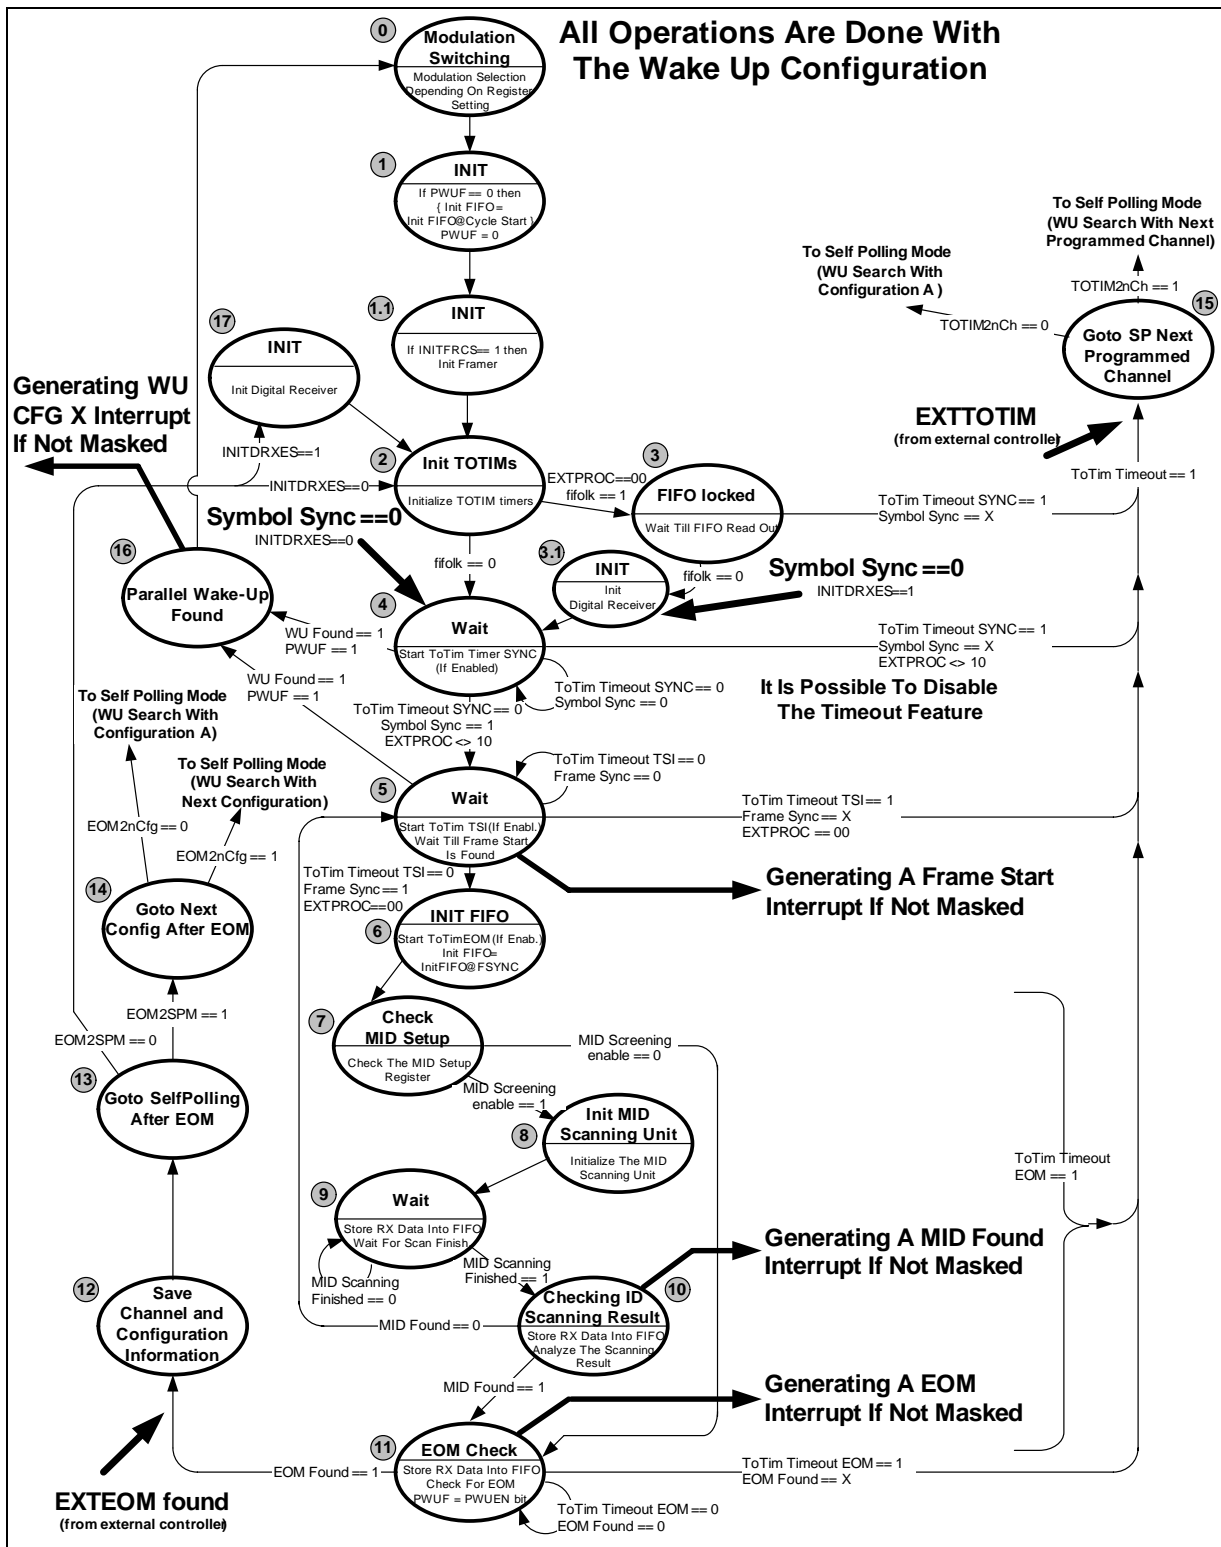 All Operations Are Done With
The Wake Up Configuration
0
Modulation
Switching
Modulation Selection
Depending On Register
Setting
1
INIT
If PWUF == 0 then
{ Init FIFO =
Init FIFO@Cycle Start }
PWUF = 0
1.1
INIT
If INITFRCS== 1 then
Init Framer
17
INIT
Init Digital Receiver
To Self Polling Mode
(WU Search With Next
Programmed Channel)
To Self Polling Mode
(WU Search With
Configuration A )
TOTIM2nCh == 1
TOTIM2nCh == 0
15
Goto SP Next
Programmed
Channel
Generating WU
CFG X Interrupt
If Not Masked
EXTTOTIM
(from external controller)
ToTim Timeout == 1
INITDRXES==1
INITDRXES==0
2
Init TOTIMs
Initialize TOTIM timers
EXTPROC==00
fifolk == 1
3
FIFO locked
Wait Till FIFO Read Out
ToTim Timeout SYNC == 1
Symbol Sync == X
Symbol Sync ==0
INITDRXES==0
fifolk == 0
3.1
INIT
Init
Digital Receiver
fifolk == 0
Symbol Sync ==0
INITDRXES==1
16
Parallel Wake-Up
Found
4
Wait
Start ToTim Timer SYNC
(If Enabled)
WU Found == 1
PWUF == 1
WU Found == 1
PWUF == 1
ToTim Timeout SYNC == 1
Symbol Sync == X
EXTPROC <> 10
ToTim Timeout SYNC == 0
Symbol Sync == 0
It Is Possible To Disable
The Timeout Feature
To Self Polling Mode
(WU Search With
Configuration A)
ToTim Timeout SYNC == 0
Symbol Sync == 1
EXTPROC <> 10
To Self Polling Mode
(WU Search With
Next Configuration)
5
Wait
Start ToTim TSI(If Enabl.)
Wait Till Frame Start
Is Found
ToTim Timeout TSI == 0
Frame Sync == 0
ToTim Timeout TSI == 1
Frame Sync == X
EXTPROC == 00
EOM2nCfg == 0
EOM2nCfg == 1
ToTim Timeout TSI == 0
Frame Sync == 1
EXTPROC==00
Generating A Frame Start
Interrupt If Not Masked
14
Goto Next
Config After EOM
6
INIT FIFO
Start ToTimEOM (If Enab.)
Init FIFO=
InitFIFO@FSYNC
EOM2SPM == 1
EOM2SPM == 0
7
Check
MID Setup
Check The MID Setup
Register
MID Screening
enable == 0
MID Screening
enable == 1
13
Goto SelfPolling
After EOM
8
Init MID
Scanning Unit
Initialize The MID
Scanning Unit
ToTim Timeout
EOM == 1
9
Wait
Store RX Data Into FIFO
Wait For Scan Finish
MID Scanning
Finished == 0
MID Scanning
Finished == 1
Generating A MID Found
Interrupt If Not Masked
12
Save
Channel and
Configuration
Information
10
Checking ID
Scanning Result
Store RX Data Into FIFO
Analyze The Scanning
Result
MID Found == 0
MID Found == 1
Generating A EOM
Interrupt If Not Masked
11
EOM Check
Store RX Data Into FIFO
Check For EOM
PWUF = PWUEN bit
EOM Found == 1
ToTim Timeout EOM == 1
EOM Found == X
ToTim Timeout EOM == 0
EOM Found == 0
EXTEOM found
(from external controller)